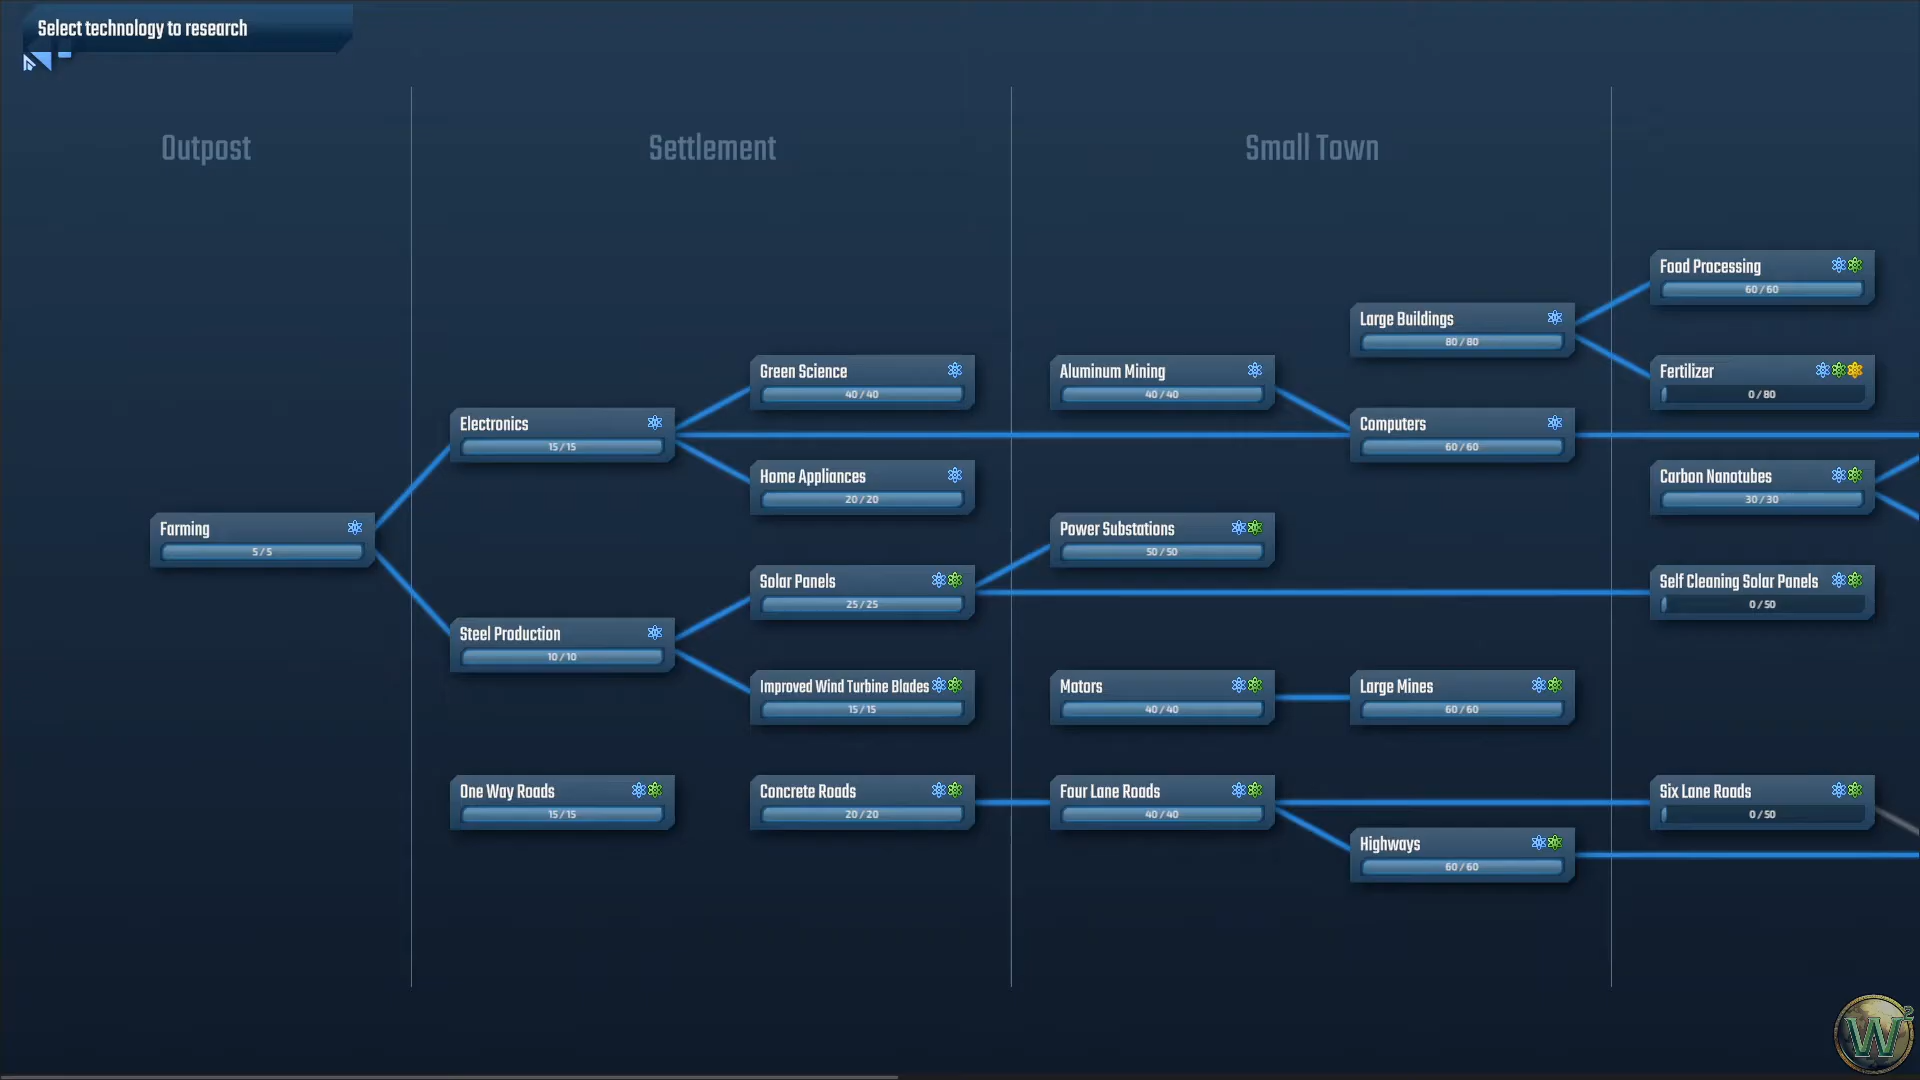 Select technology to research
Outpost
Settlement
Small Town
Food Processing
60 / 60
Large Buildings
80 / 80
Green Science
40 / 40
Aluminum Mining
40 / 40
Fertilizer
0 / 80
Electronics
15 / 15
Computers
60 / 60
Home Appliances
20 / 20
Carbon Nanotubes
30 / 30
Farming
5 / 5
Power Substations
50 / 50
Solar Panels
25 / 25
Self Cleaning Solar Panels
0 / 50
Steel Production
10 / 10
Improved Wind Turbine Blades
15 / 15
Motors
40 / 40
Large Mines
60 / 60
One Way Roads
15 / 15
Concrete Roads
20 / 20
Four Lane Roads
40 / 40
Six Lane Roads
0 / 50
Highways
60 / 60
W2